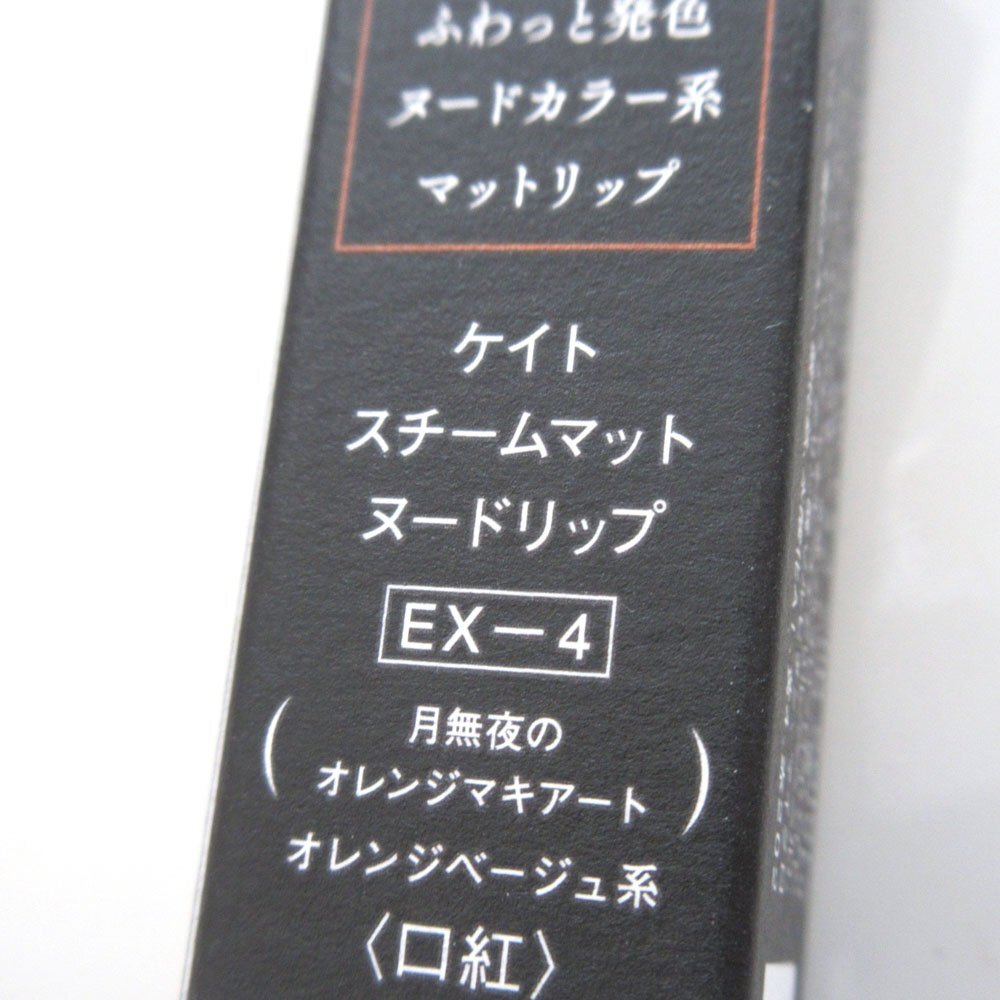 ふわっと発色
ヌードカラー系
マットリップ
ケイト
スチームマット
ヌードリップ
EX－4
(月無夜の
オレンジマキアート)
オレンジベージュ系
〈口紅〉